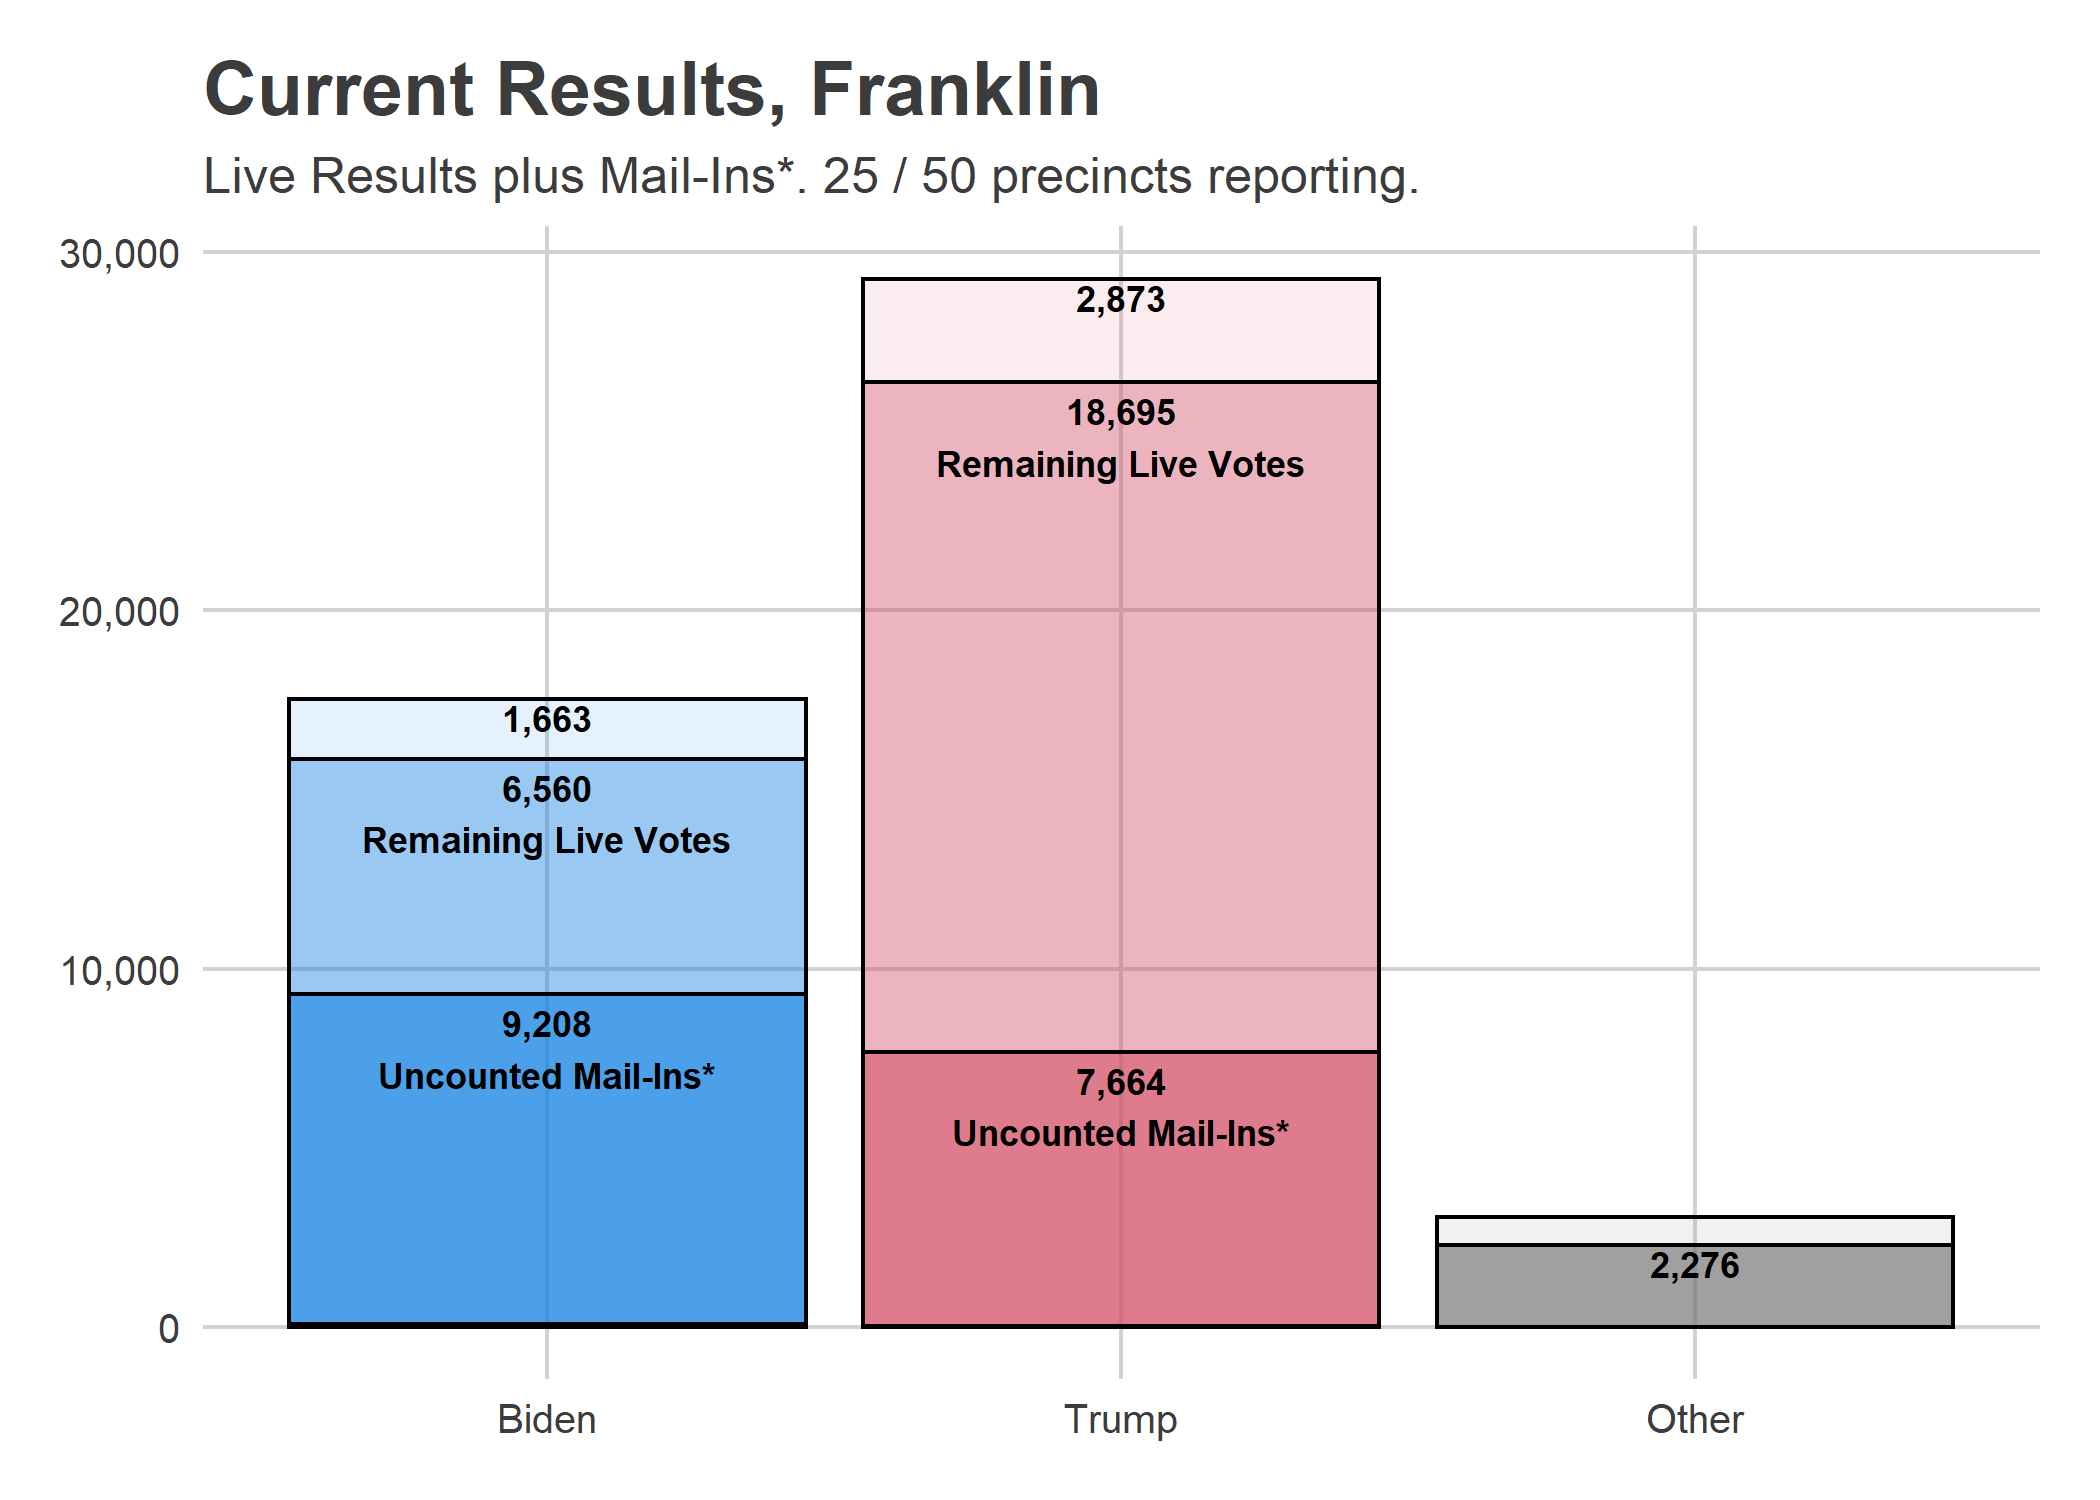 Current Results, Franklin
Live Results plus Mail-Ins*. 25 / 50 precincts reporting.
30,000
20,000
10,000
0
1,663
6,560
Remaining Live Votes
9,208
Uncounted Mail-Ins*
2,873
18,695
Remaining Live Votes
7,664
Uncounted Mail-Ins*
2,276
Biden
Trump
Other